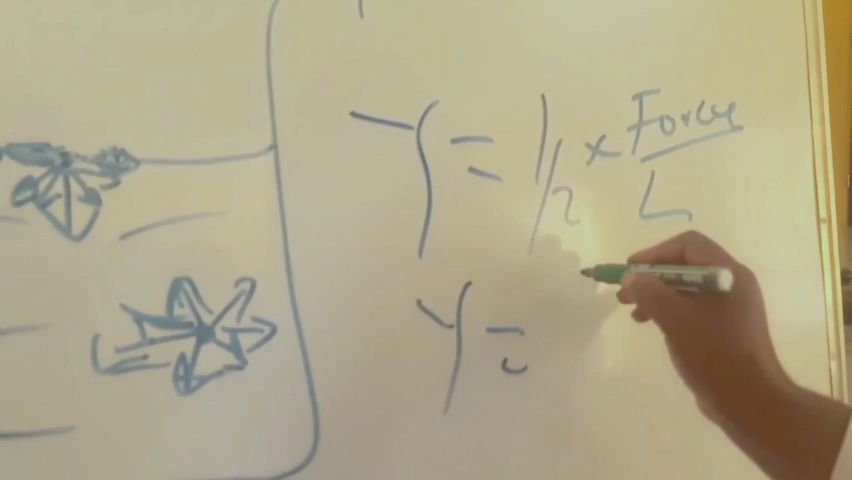 γ = 1/2 × Force/L
γ =